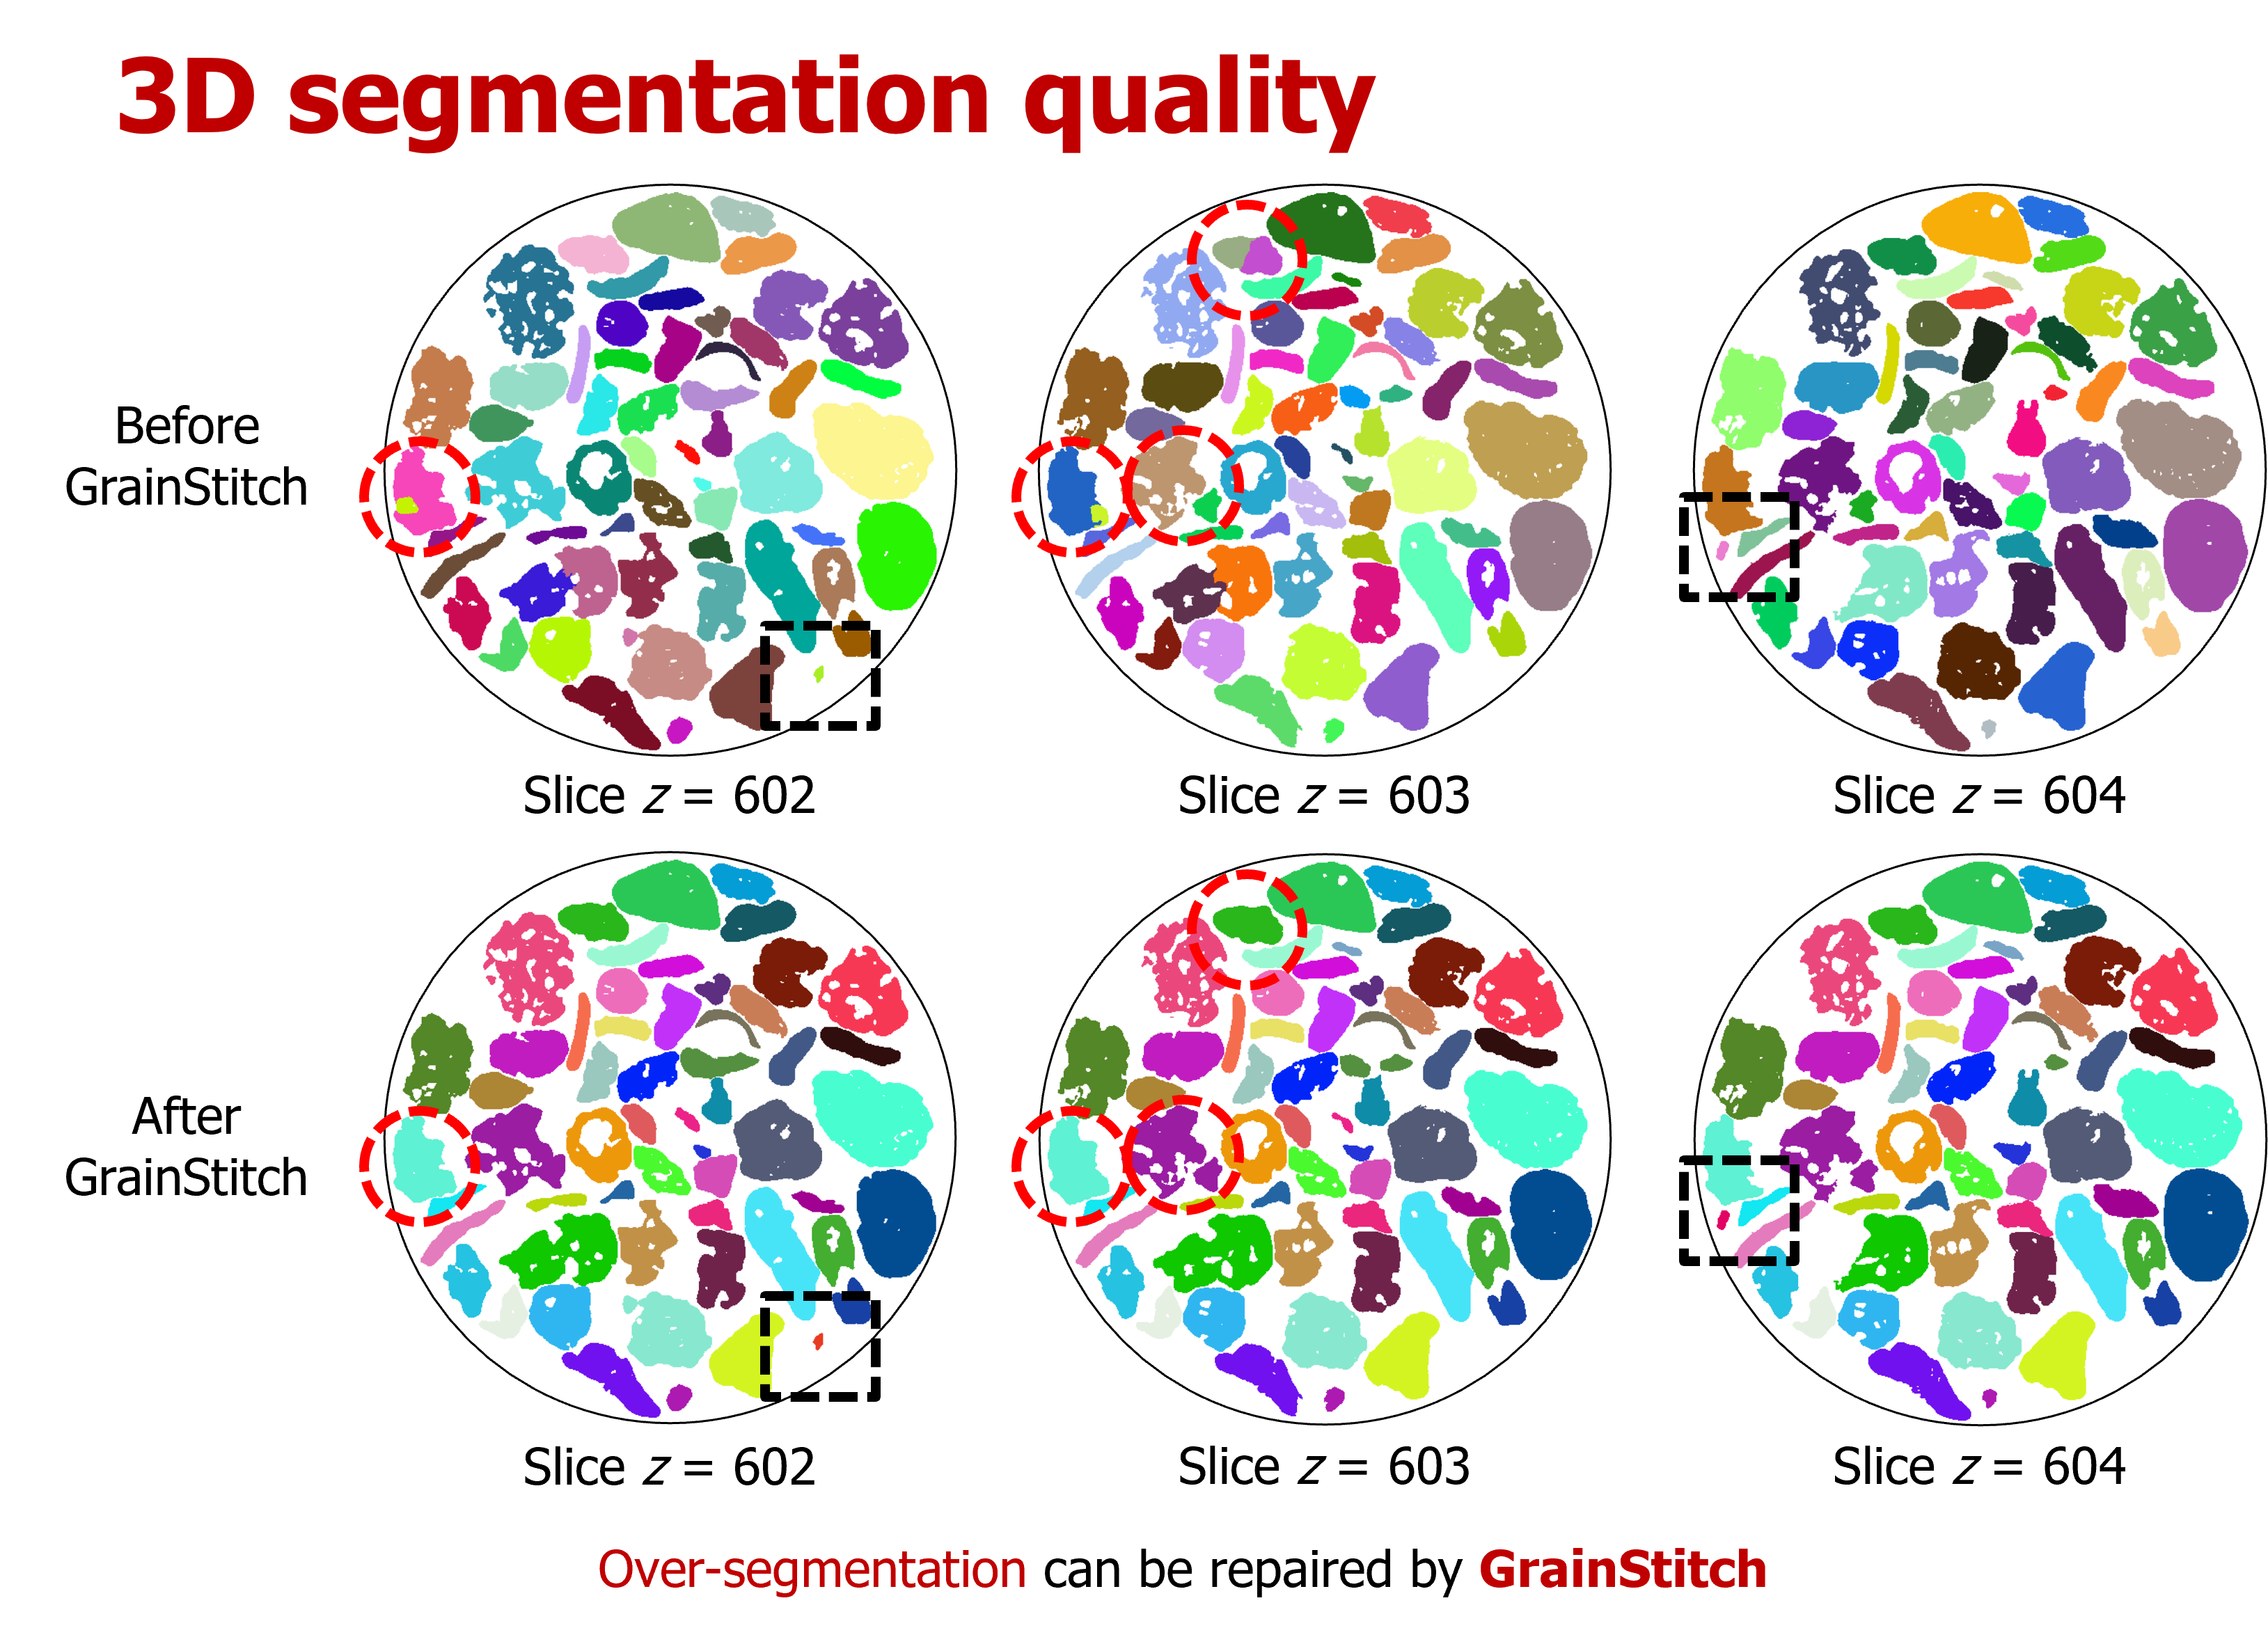 3D segmentation quality
Before
GrainStitch
Slice z = 602
Slice z = 603
Slice z = 604
After
GrainStitch
Slice z = 602
Slice z = 603
Slice z = 604
Over-segmentation can be repaired by GrainStitch